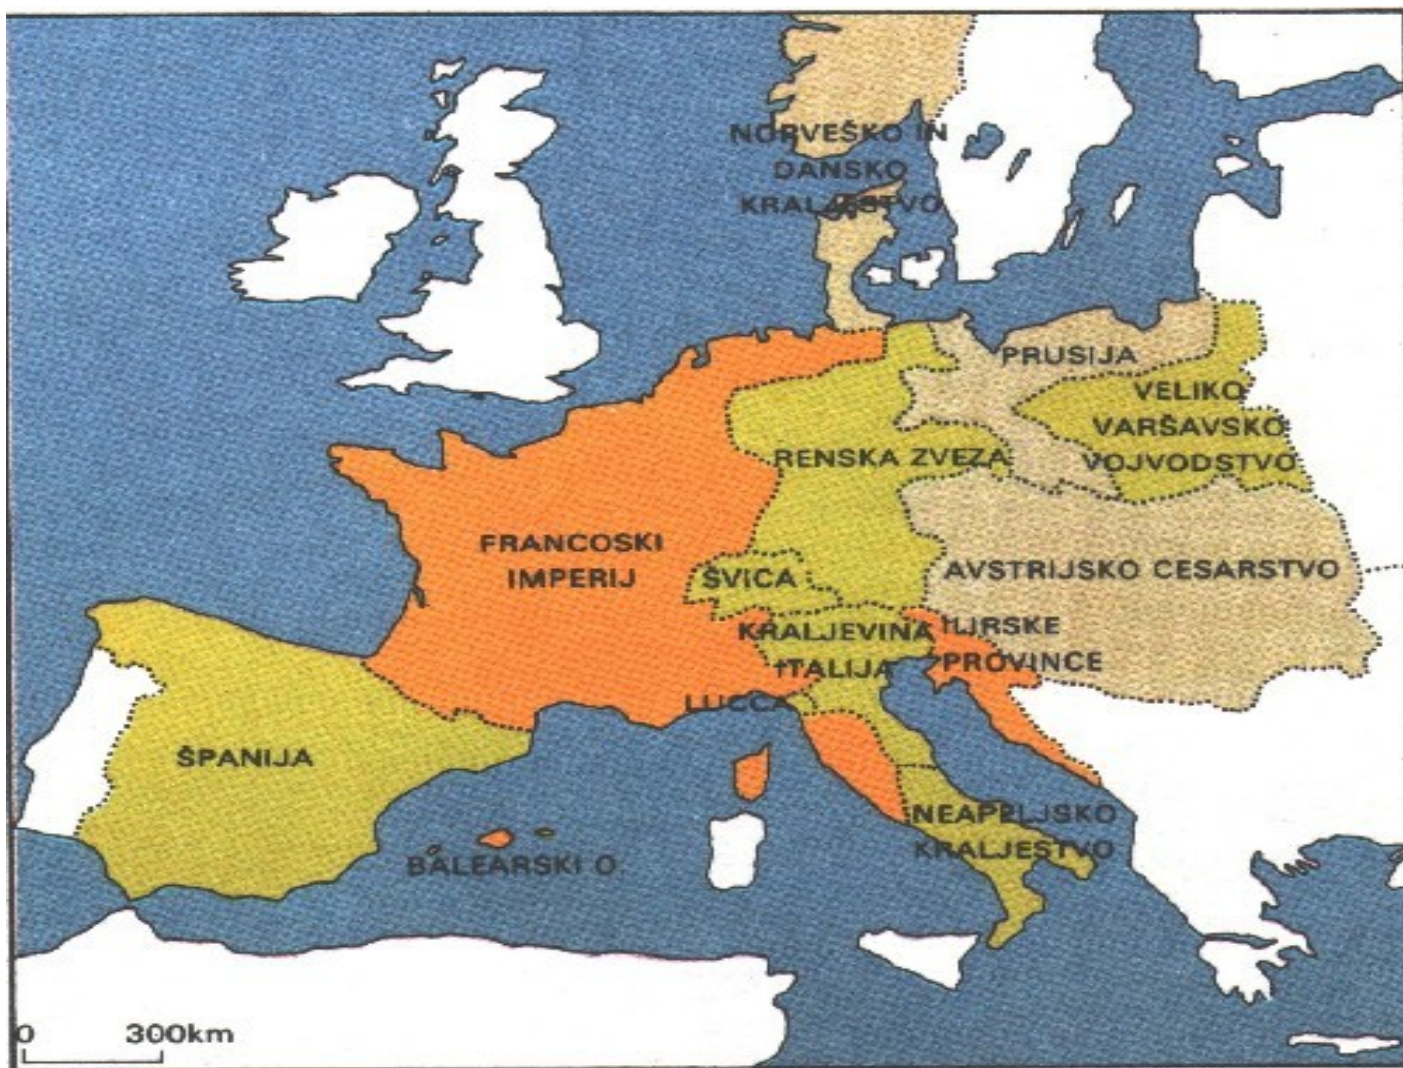 NORVEŠKO IN
DANSKO
KRALJESTVO
PRUSIJA
VELIKO
VARŠAVSKO
VOJVODSTVO
RENSKA ZVEZA
FRANCOSKI
IMPERIJ
ŠVICA
AVSTRIJSKO CESARSTVO
KRALJEVINA
ITALIJA
ILIRSKE
PROVINCE
LUCCA
ŠPANIJA
NEAPELJSKO
KRALJESTVO
BALEARSKI O.
0 300km